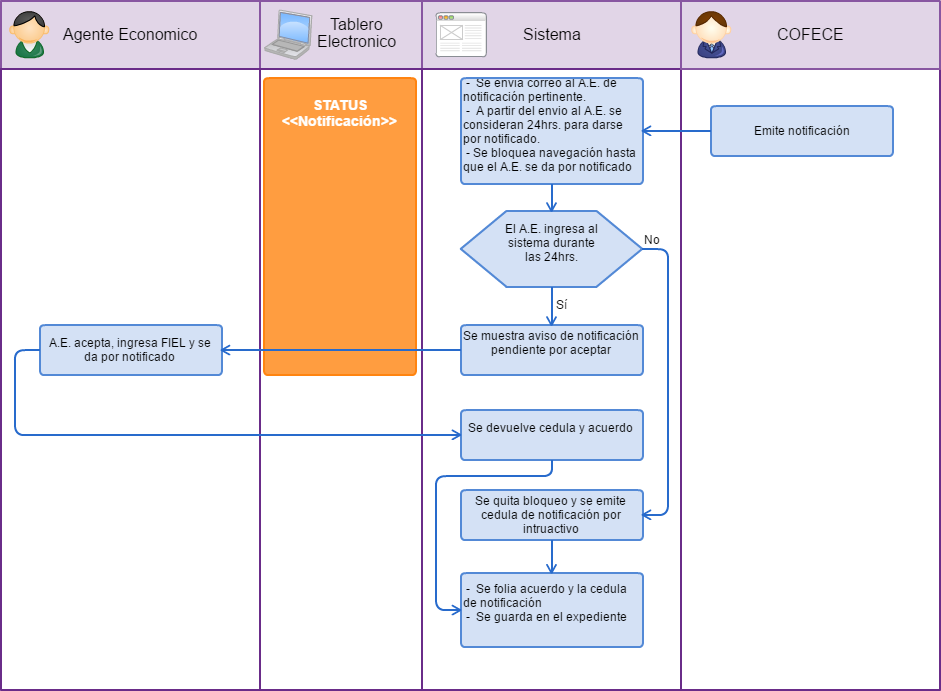 Agente Economico
Tablero
Electronico
Sistema
COFECE
STATUS
<<Notificación>>
- Se envia correo al A.E. de
notificación pertinente.
- A partir del envio al A.E. se
consideran 24hrs. para darse
por notificado.
- Se bloquea navegación hasta
que el A.E. se da por notificado
Emite notificación
El A.E. ingresa al
sistema durante
las 24hrs.
No
Sí
Se muestra aviso de notificación
pendiente por aceptar
A.E. acepta, ingresa FIEL y se
da por notificado
Se devuelve cedula y acuerdo
Se quita bloqueo y se emite
cedula de notificación por
intruactivo
- Se folia acuerdo y la cedula
de notificación
- Se guarda en el expediente